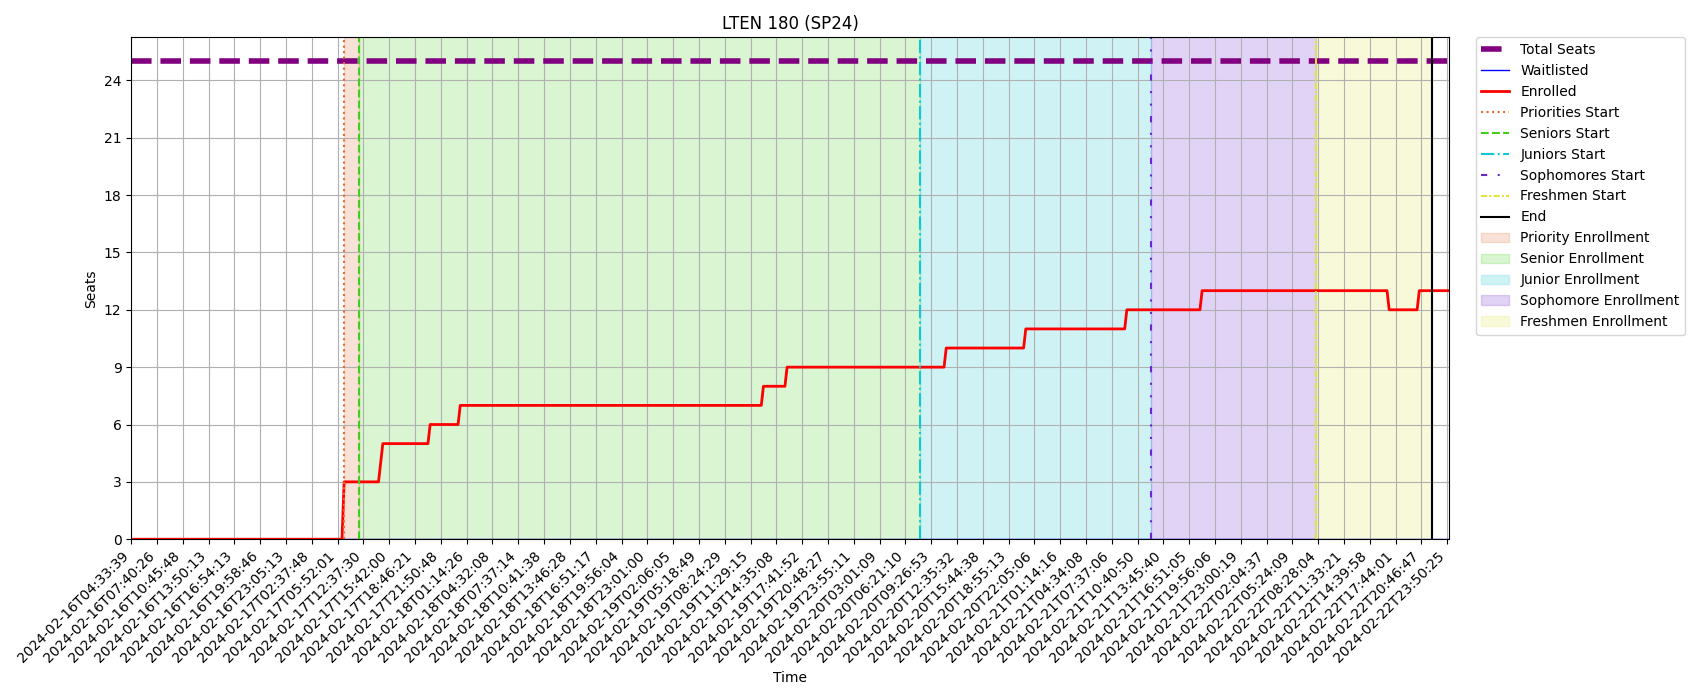 LTEN 180 (SP24)
Seats
24
21
18
15
12
9
6
3
0
2024-02-16T04:33:39
2024-02-16T07:40:26
2024-02-16T10:45:48
2024-02-16T13:50:13
2024-02-16T16:54:13
2024-02-16T19:58:46
2024-02-16T23:05:13
2024-02-17T02:37:48
2024-02-17T05:52:01
2024-02-17T12:37:30
2024-02-17T15:42:00
2024-02-17T18:46:21
2024-02-17T21:50:48
2024-02-18T01:14:26
2024-02-18T04:32:08
2024-02-18T07:37:14
2024-02-18T10:41:38
2024-02-18T13:46:28
2024-02-18T16:51:17
2024-02-18T19:56:04
2024-02-18T23:01:00
2024-02-19T02:06:05
2024-02-19T05:18:49
2024-02-19T08:24:29
2024-02-19T11:29:15
2024-02-19T14:35:08
2024-02-19T17:41:52
2024-02-19T20:48:27
2024-02-19T23:55:11
2024-02-20T03:01:09
2024-02-20T06:21:10
2024-02-20T09:26:53
2024-02-20T12:35:32
2024-02-20T15:44:38
2024-02-20T18:55:13
2024-02-20T22:05:06
2024-02-21T01:14:16
2024-02-21T04:34:08
2024-02-21T07:37:06
2024-02-21T10:40:50
2024-02-21T13:45:40
2024-02-21T16:51:05
2024-02-21T19:56:06
2024-02-21T23:00:19
2024-02-22T02:04:37
2024-02-22T05:24:09
2024-02-22T08:28:04
2024-02-22T11:33:21
2024-02-22T14:39:58
2024-02-22T17:44:01
2024-02-22T20:46:47
2024-02-22T23:50:25
Time
Total Seats
Waitlisted
Enrolled
Priorities Start
Seniors Start
Juniors Start
Sophomores Start
Freshmen Start
End
Priority Enrollment
Senior Enrollment
Junior Enrollment
Sophomore Enrollment
Freshmen Enrollment